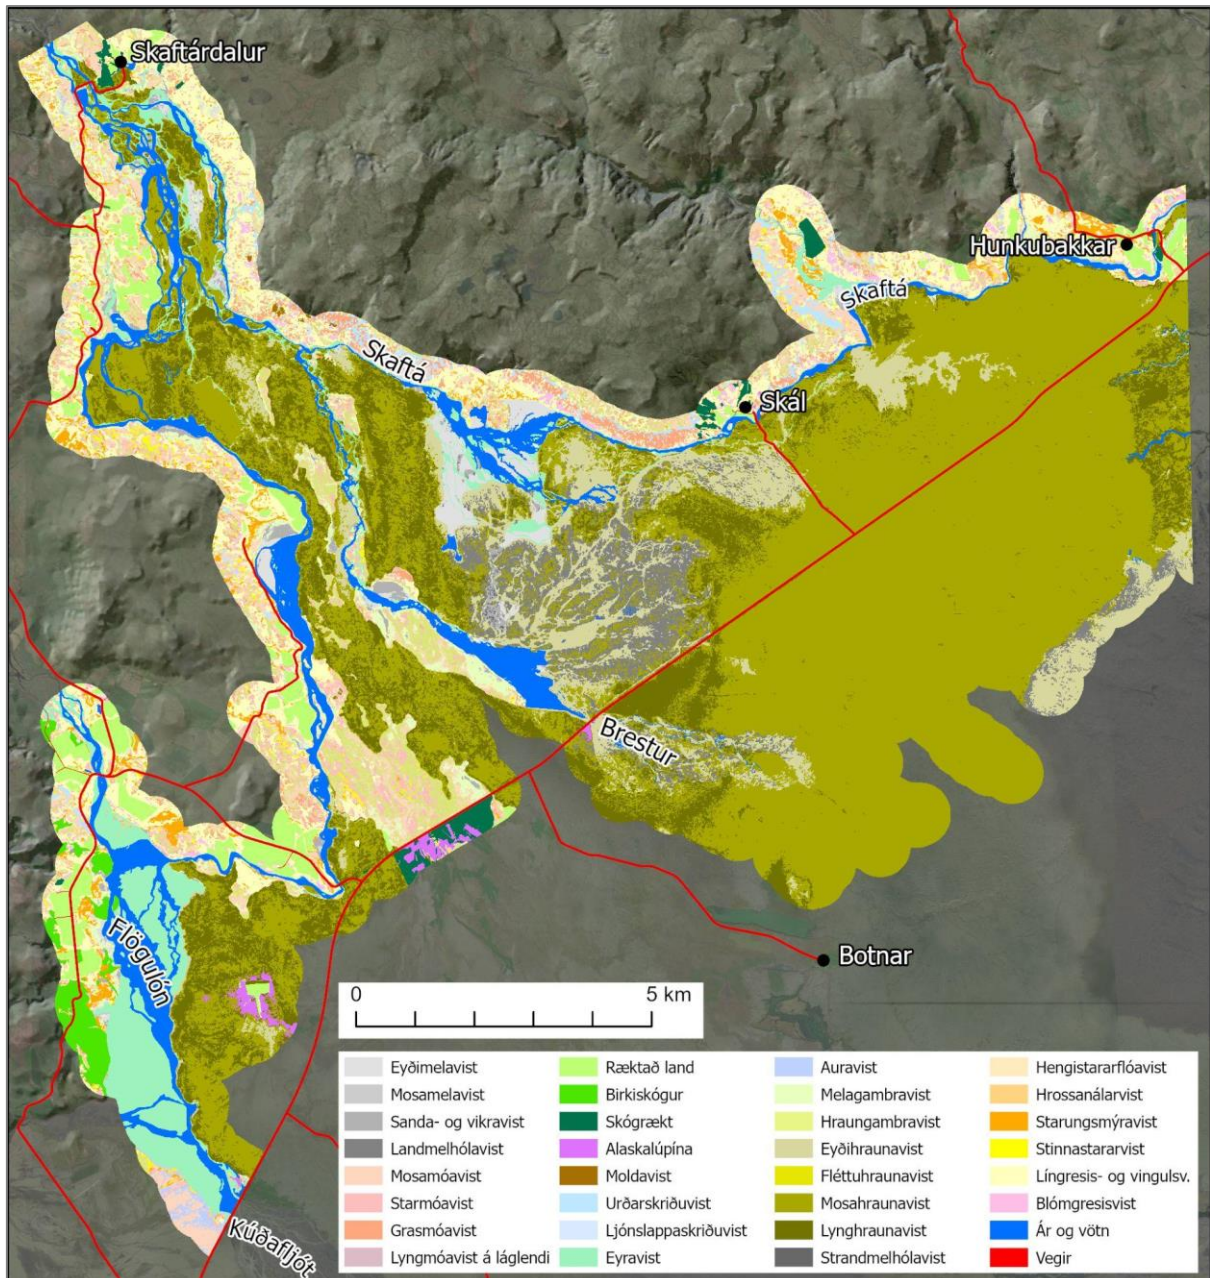 Skaftárdalur
Hunkubakkar
Skaftá
Skaftá
Skál
Brestur
Flögulón
Botnar
Kúðafljót
0 5 km
Eyðimelavist
Mosamelavist
Sanda- og vikravist
Landmelhólavist
Mosamóavist
Starmóavist
Grasmóavist
Lyngmóavist á láglendi
Ræktað land
Birkiskógur
Skógrækt
Alaskalúpína
Moldavist
Urðarskriðuvist
Ljónslappaskriðuvist
Eyravist
Auravist
Melagambravist
Hraungambravist
Eyðihraunavist
Fléttuhraunavist
Mosahraunavist
Lynghraunavist
Strandmelhólavist
Hengistararflóavist
Hrossanálarvist
Starungsmýravist
Stinnastararvist
Língresis- og vingulsv.
Blómgresisvist
Ár og vötn
Vegir